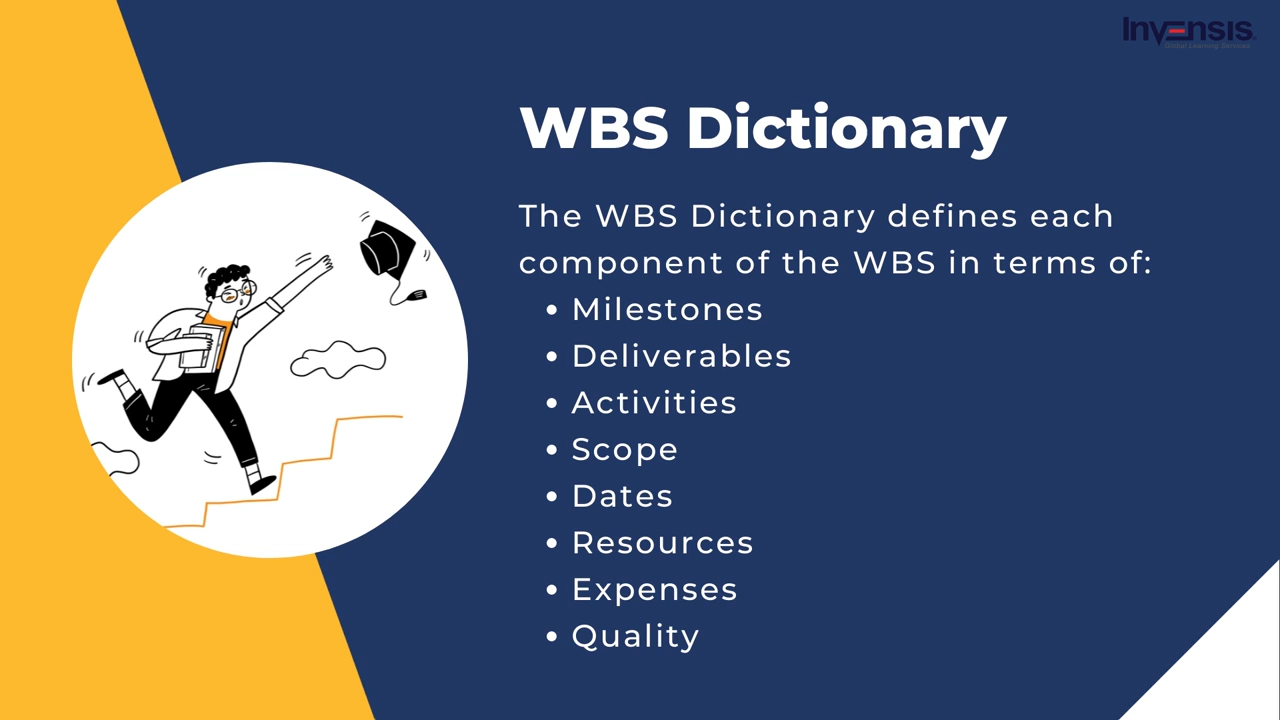 Invensis
Global Learning Services
WBS Dictionary
The WBS Dictionary defines each
component of the WBS in terms of:
• Milestones
• Deliverables
• Activities
• Scope
• Dates
• Resources
• Expenses
• Quality